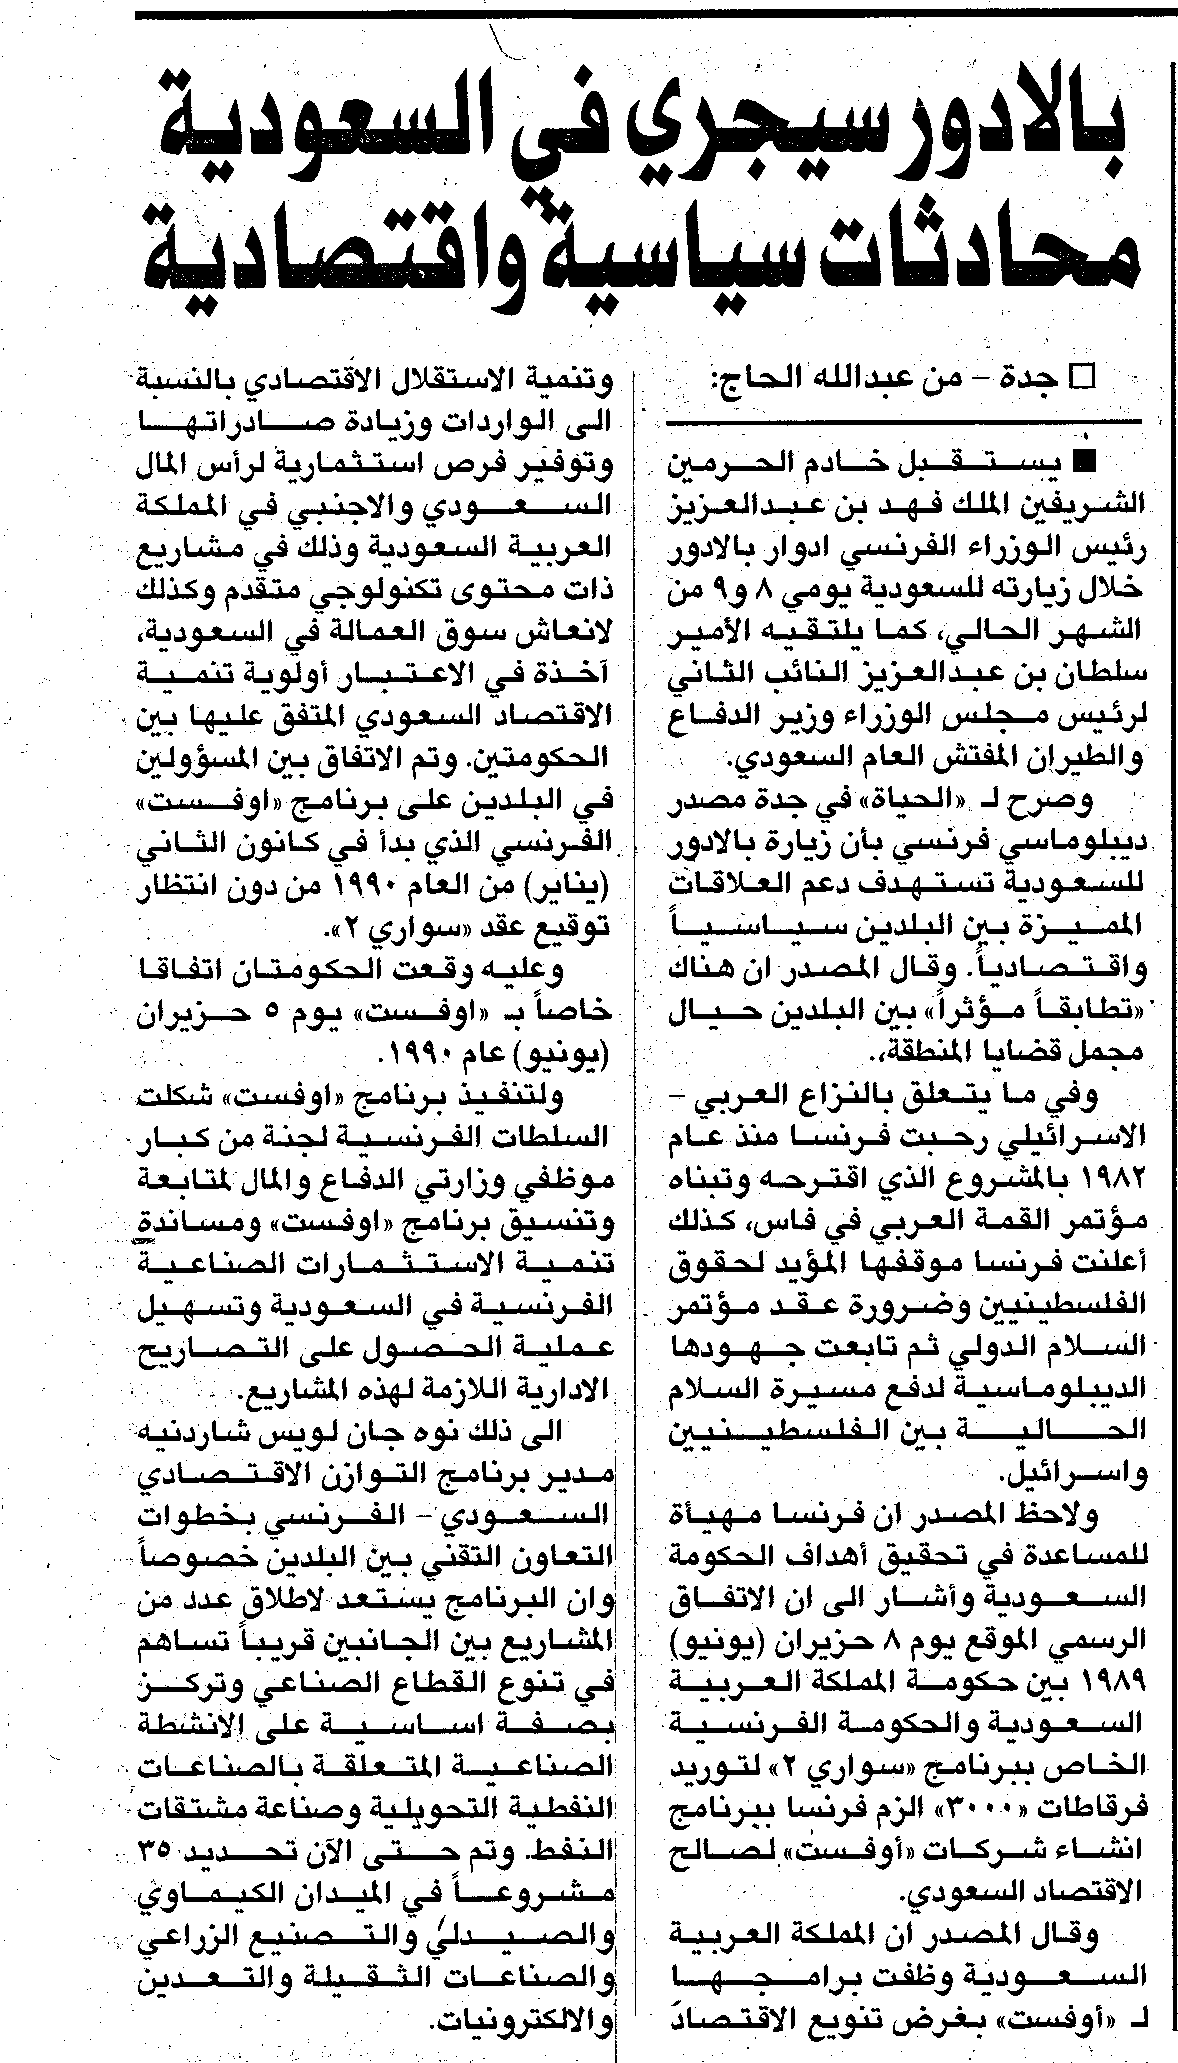 بالادور سيجري في السعودية
محادثات سياسية واقتصادية
□ جدة – من عبدالله الحاج:
■ يستقبل خادم الحرمين
الشريفين الملك فهد بن عبدالعزيز
رئيس الوزراء الفرنسي ادوار بالادور
خلال زيارته للسعودية يومي ٨ و٩ من
الشهر الحالي، كما يلتقيه الأمير
سلطان بن عبدالعزيز النائب الثاني
لرئيس مجلس الوزراء وزير الدفاع
والطيران المفتش العام السعودي.
وصرح لـ «الحياة» في جدة مصدر
ديبلوماسي فرنسي بأن زيارة بالادور
للسعودية تستهدف دعم العلاقات
المميزة بين البلدين سياسياً
واقتصادياً. وقال المصدر ان هناك
«تطابقاً مؤثراً» بين البلدين حيال
مجمل قضايا المنطقة،.
وفي ما يتعلق بالنزاع العربي –
الاسرائيلي رحبت فرنسا منذ عام
١٩٨٢ بالمشروع الذي اقترحه وتبناه
مؤتمر القمة العربي في فاس، كذلك
أعلنت فرنسا موقفها المؤيد لحقوق
الفلسطينيين وضرورة عقد مؤتمر
السلام الدولي ثم تابعت جهودها
الديبلوماسية لدفع مسيرة السلام
الحالية بين الفلسطينيين
واسرائيل.
ولاحظ المصدر ان فرنسا مهيأة
للمساعدة في تحقيق أهداف الحكومة
السعودية وأشار الى ان الاتفاق
الرسمي الموقع يوم ٨ حزيران (يونيو)
١٩٨٩ بين حكومة المملكة العربية
السعودية والحكومة الفرنسية
الخاص ببرنامج «سواري ٢» لتوريد
فرقاطات «٣٠٠٠» الزم فرنسا ببرنامج
انشاء شركات «أوفست» لصالح
الاقتصاد السعودي.
وقال المصدر ان المملكة العربية
السعودية وظفت برامجها
لـ «أوفست» بغرض تنويع الاقتصاد
وتنمية الاستقلال الاقتصادي بالنسبة
الى الواردات وزيادة صادراتها
وتوفير فرص استثمارية لرأس المال
السعودي والاجنبي في المملكة
العربية السعودية وذلك في مشاريع
ذات محتوى تكنولوجي متقدم وكذلك
لانعاش سوق العمالة في السعودية،
آخذة في الاعتبار أولوية تنمية
الاقتصاد السعودي المتفق عليها بين
الحكومتين. وتم الاتفاق بين المسؤولين
في البلدين على برنامج «اوفست»
الفرنسي الذي بدأ في كانون الثاني
(يناير) من العام ١٩٩٠ من دون انتظار
توقيع عقد «سواري ٢».
وعليه وقعت الحكومتان اتفاقا
خاصاً بـ «اوفست» يوم ٥ حزيران
(يونيو) عام ١٩٩٠.
ولتنفيذ برنامج «اوفست» شكلت
السلطات الفرنسية لجنة من كبار
موظفي وزارتي الدفاع والمال لمتابعة
وتنسيق برنامج «اوفست» ومساندة
تنمية الاستثمارات الصناعية
الفرنسية في السعودية وتسهيل
عملية الحصول على التصاريح
الادارية اللازمة لهذه المشاريع.
الى ذلك نوه جان لويس شاردنيه
مدير برنامج التوازن الاقتصادي
السعودي – الفرنسي بخطوات
التعاون التقني بين البلدين خصوصاً
وان البرنامج يستعد لاطلاق عدد من
المشاريع بين الجانبين قريباً تساهم
في تنوع القطاع الصناعي وتركز
بصفة اساسية على الانشطة
الصناعية المتعلقة بالصناعات
النفطية التحويلية وصناعة مشتقات
النفط. وتم حتى الآن تحديد ٣٥
مشروعاً في الميدان الكيماوي
والصيدلي والتصنيع الزراعي
والصناعات الثقيلة والتعدين
والالكترونيات.